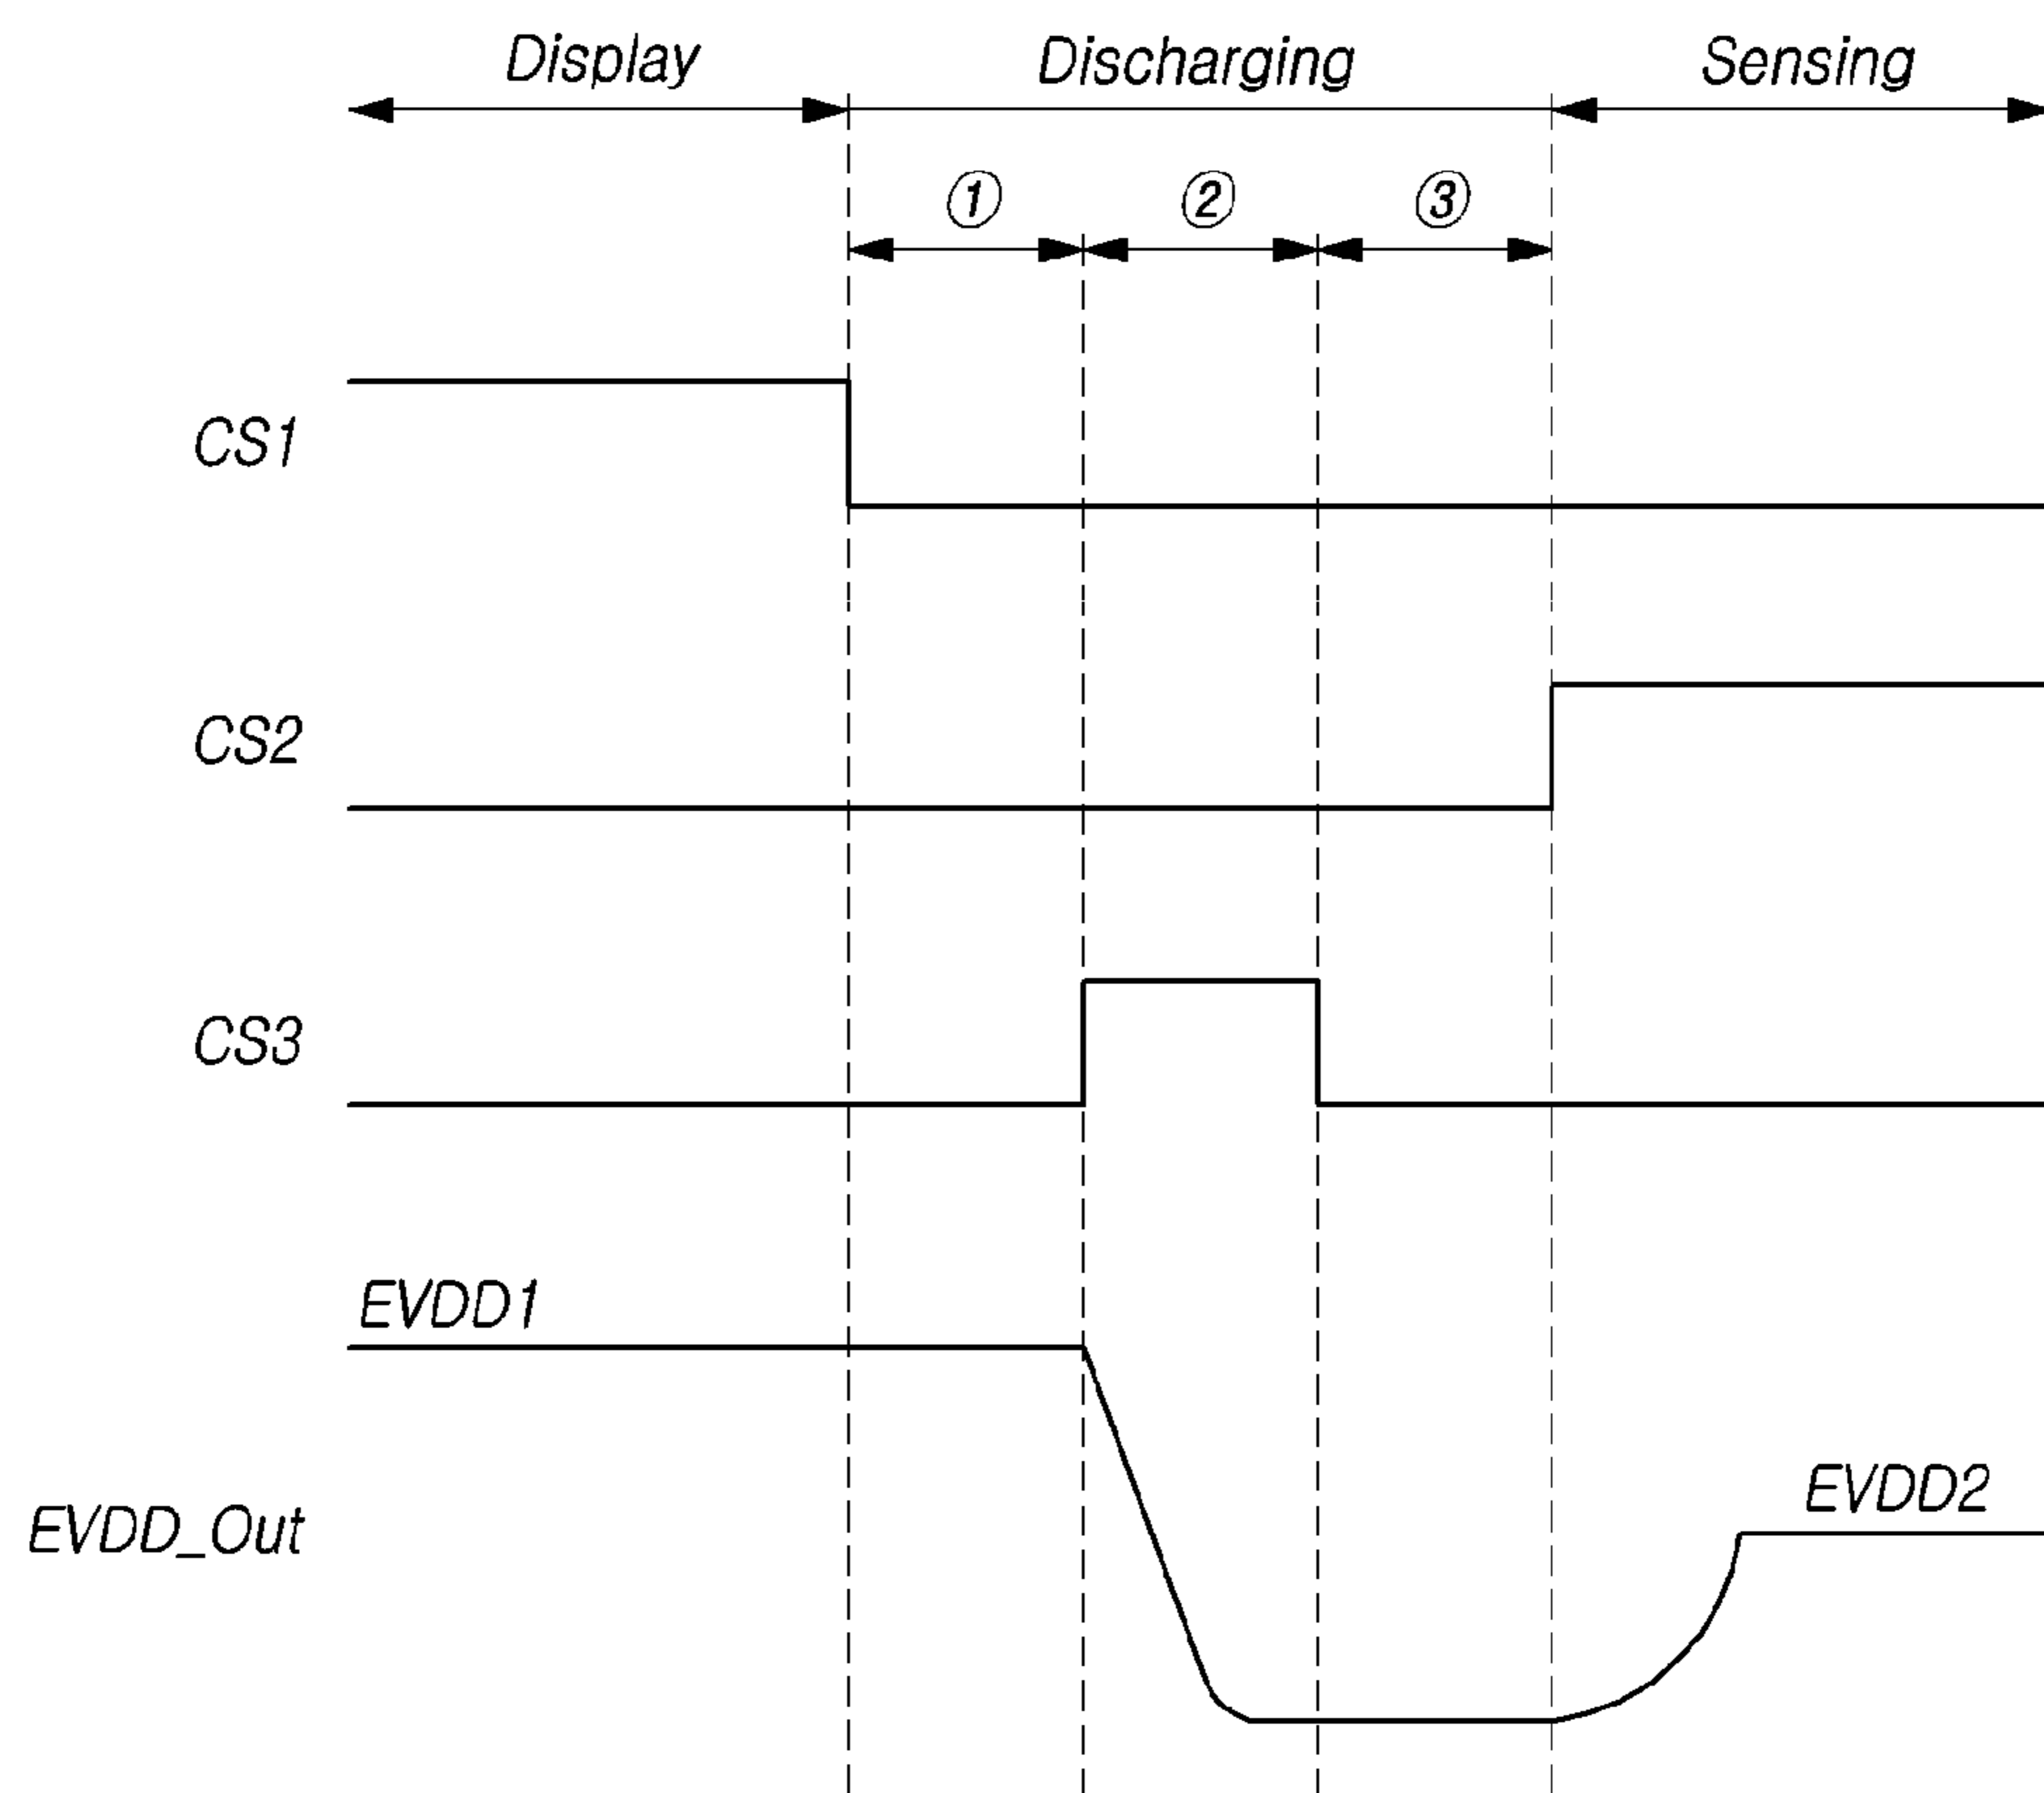 Display Discharging Sensing
① ② ③
CS1
CS2
CS3
EVDD1
EVDD2
EVDD_Out